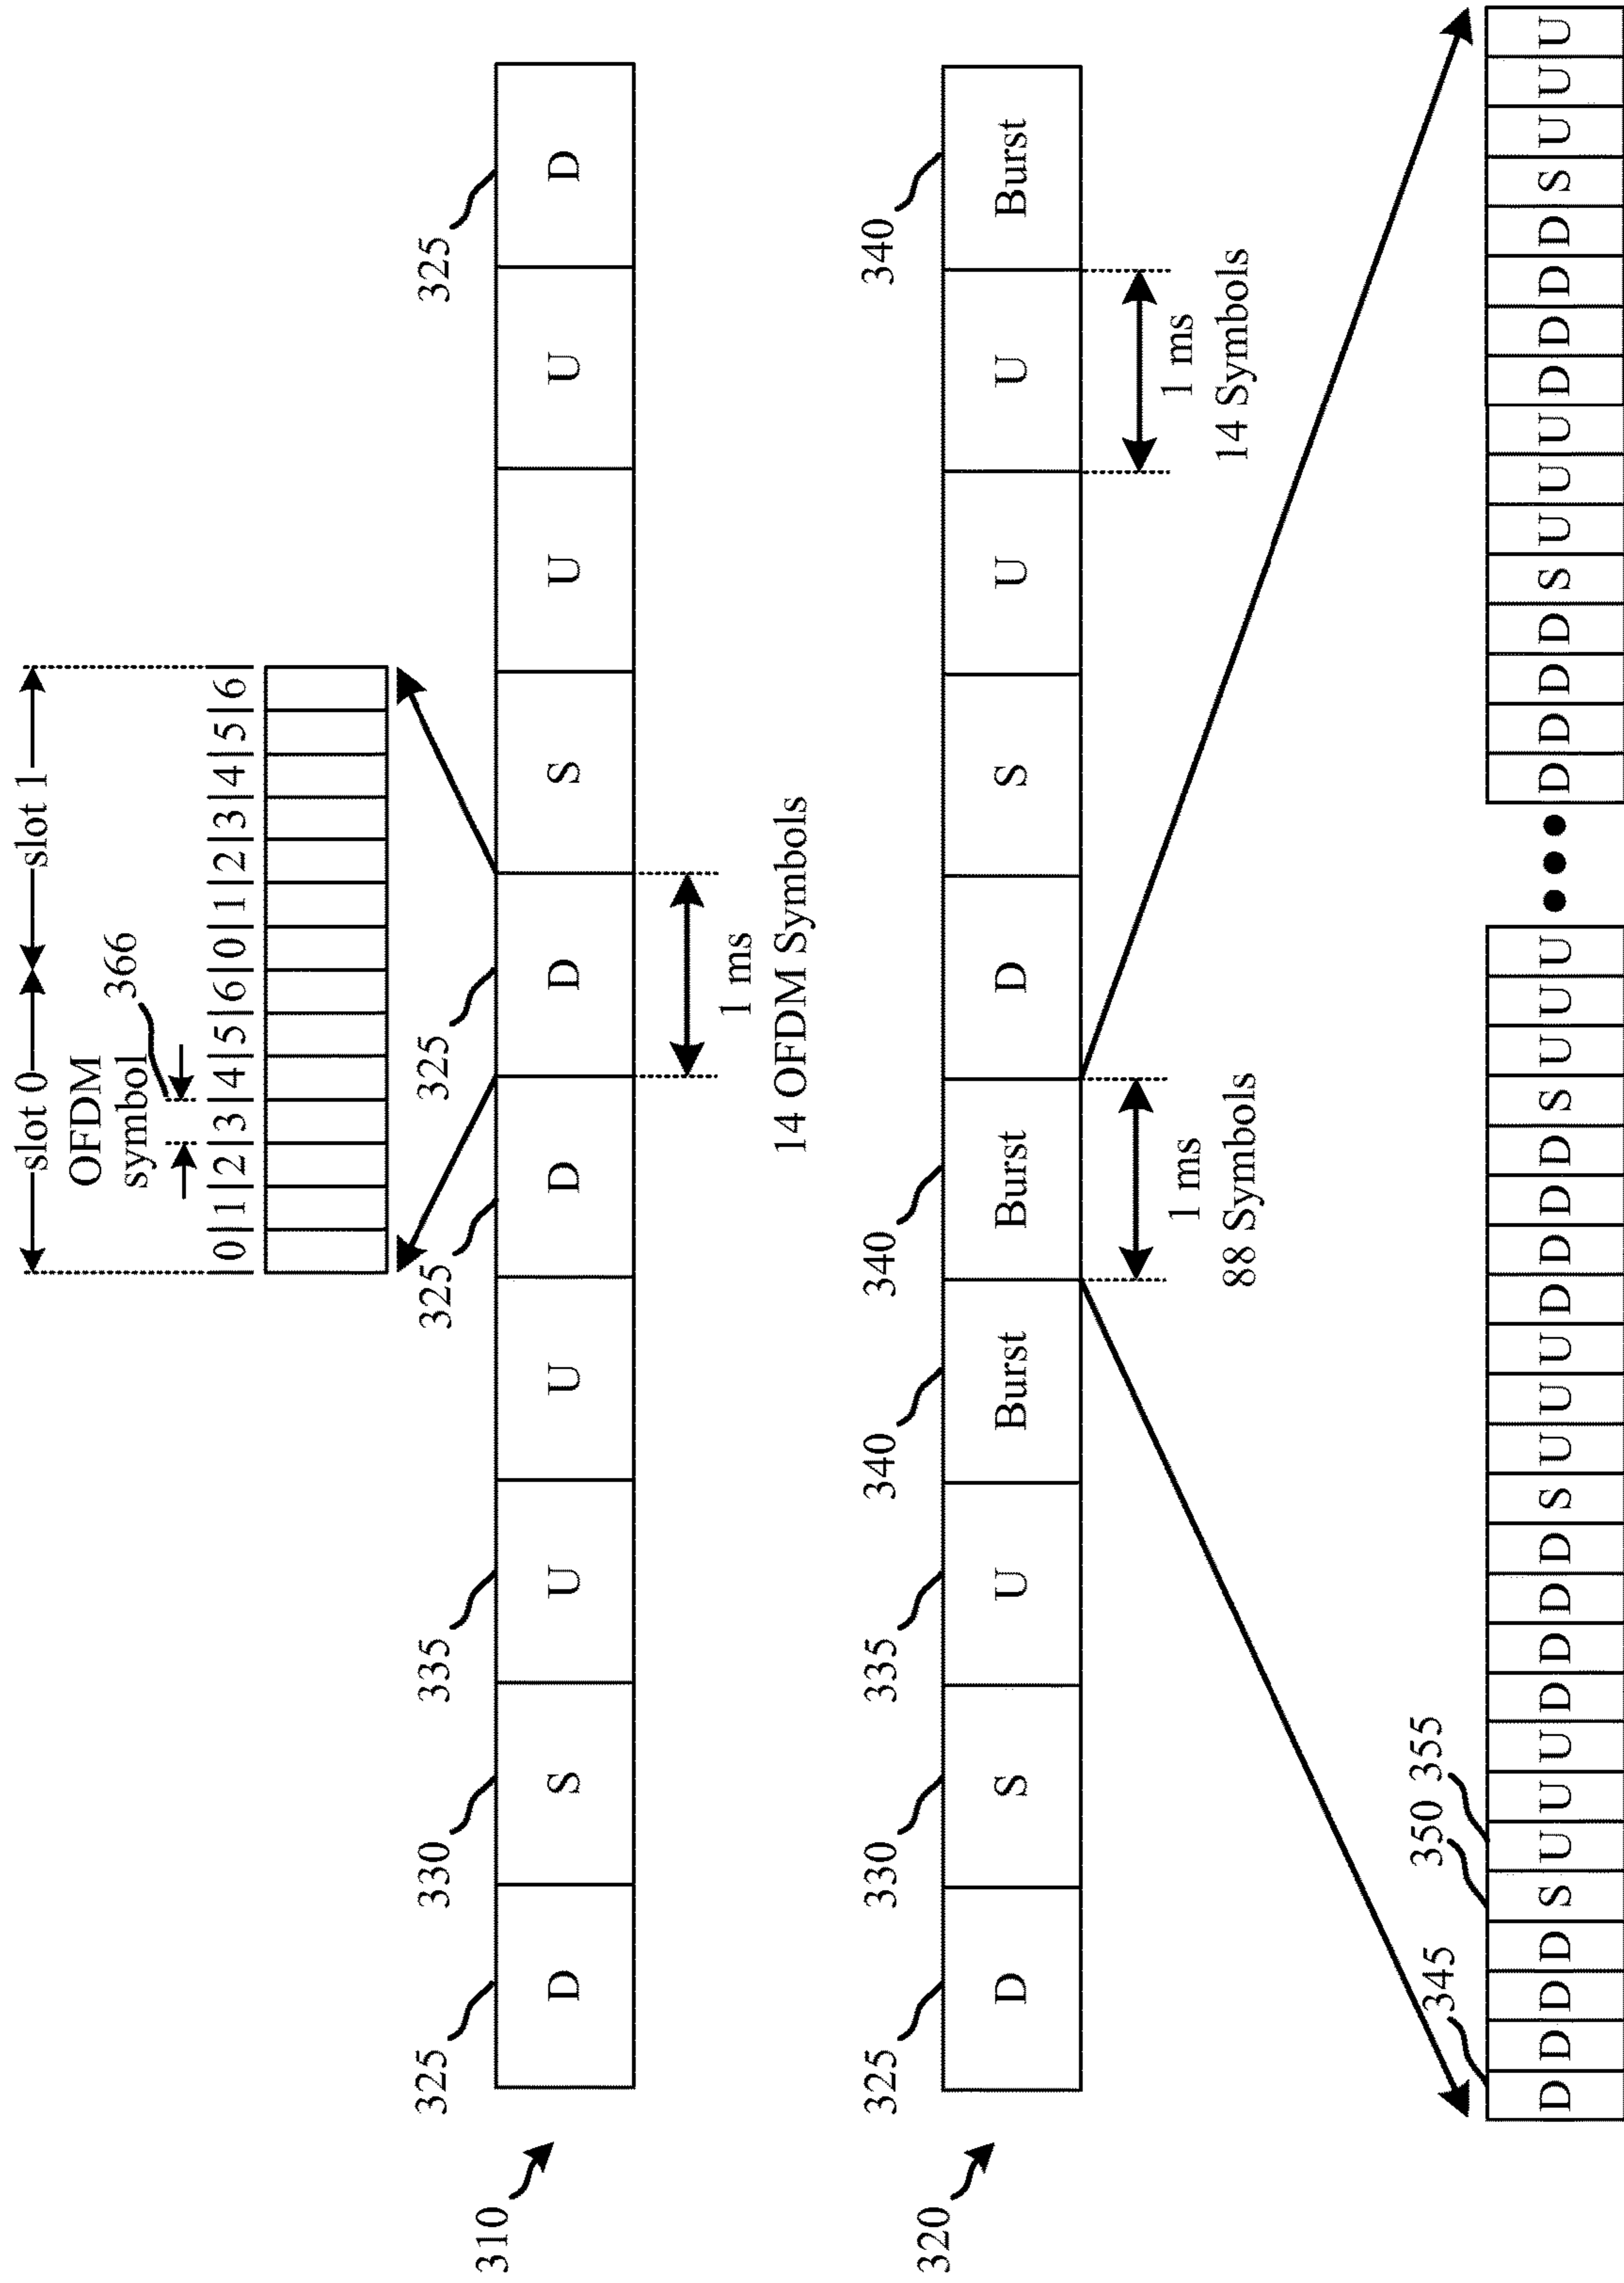 slot 0 slot 1
OFDM
symbol 366
0|1|2|3|4|5|6|0|1|2|3|4|5|6|
325 330 335 325 325 325
310
D S U U D D S U U D
1 ms
14 OFDM Symbols
325 330 335 340 340 340
320
D S U Burst Burst D S U U Burst
1 ms 1 ms
88 Symbols 14 Symbols
345 350 355
D D D D S U U U D D D D S U U U D D D D S U U U ••• D D D D S U U U D D D D S U U U